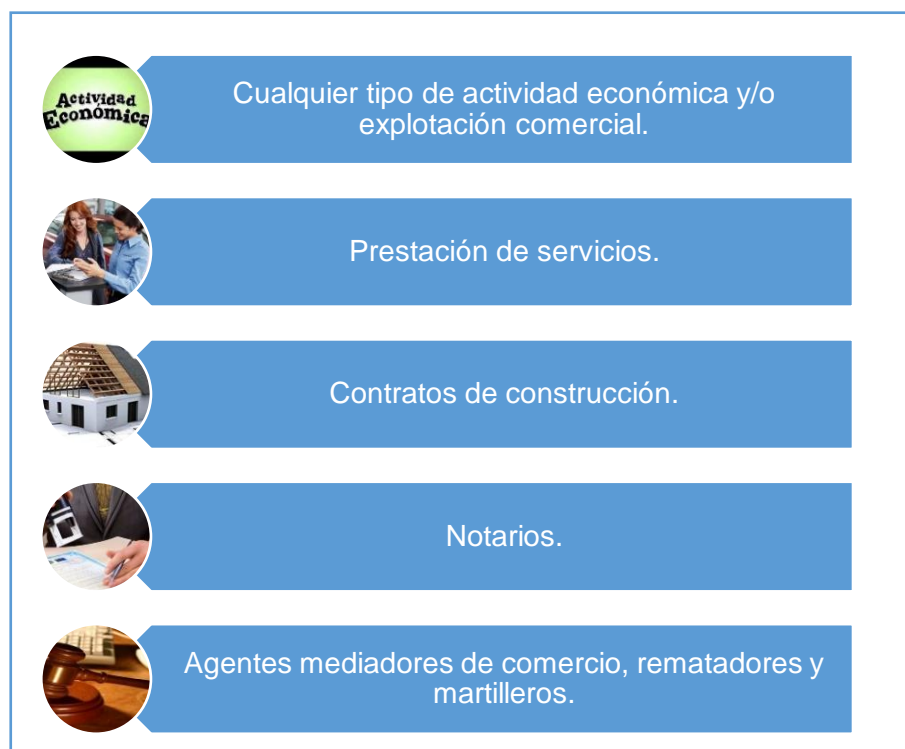 Actividad
Económica
Cualquier tipo de actividad económica y/o
explotación comercial.
Prestación de servicios.
Contratos de construcción.
Notarios.
Agentes mediadores de comercio, rematadores y
martilleros.